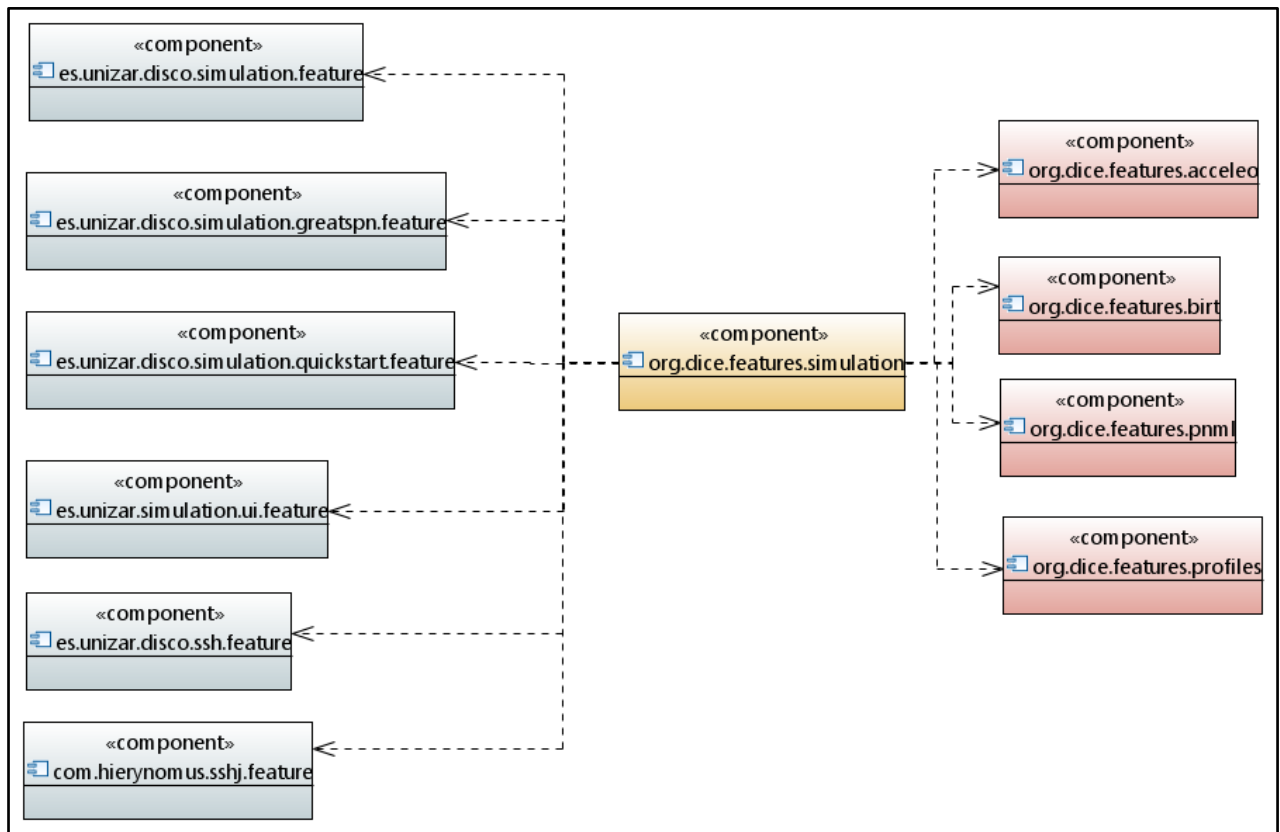 «component»
es.unizar.disco.simulation.feature
«component»
es.unizar.disco.simulation.greatspn.feature
«component»
es.unizar.disco.simulation.quickstart.feature
«component»
es.unizar.simulation.ui.feature
«component»
es.unizar.disco.ssh.feature
«component»
com.hierynomus.sshj.feature
«component»
org.dice.features.simulation
«component»
org.dice.features.acceleo
«component»
org.dice.features.birt
«component»
org.dice.features.pnml
«component»
org.dice.features.profiles